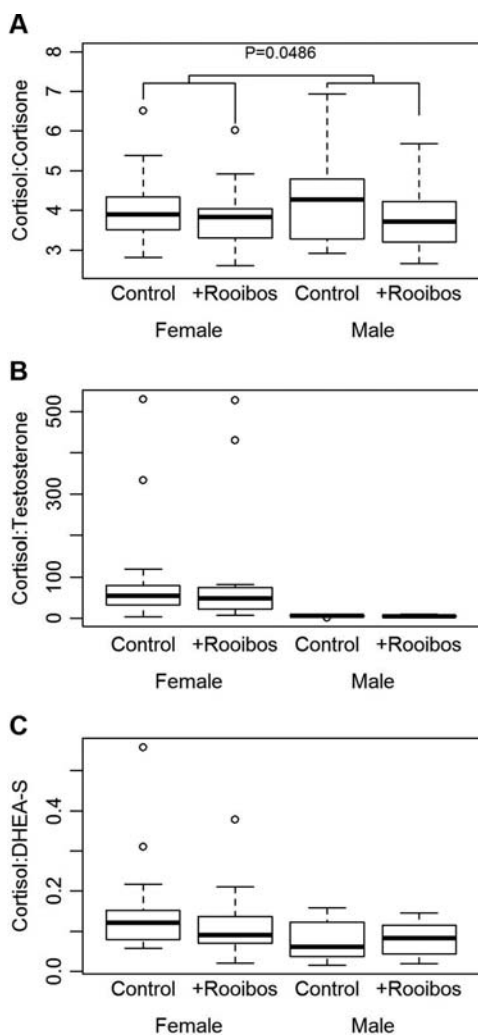 A
P=0.0486
8
7
6
5
4
3
Cortisol:Cortisone
Control +Rooibos Control +Rooibos
Female Male
B
500
300
100
0
Cortisol:Testosterone
Control +Rooibos Control +Rooibos
Female Male
C
0.4
0.2
0.0
Cortisol:DHEA-S
Control +Rooibos Control +Rooibos
Female Male